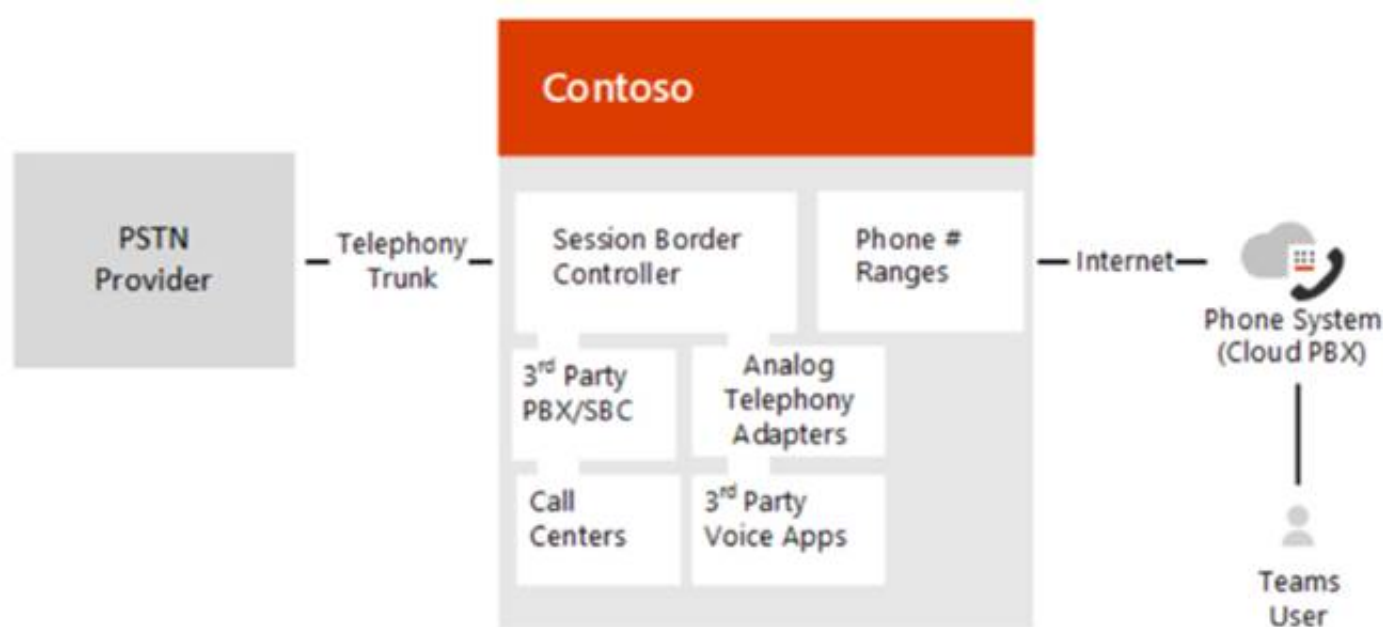 Contoso
PSTN
Provider
Telephony
Trunk
Session Border
Controller
Phone #
Ranges
Internet
Phone System
(Cloud PBX)
3rd Party
PBX/SBC
Analog
Telephony
Adapters
Call
Centers
3rd Party
Voice Apps
Teams
User